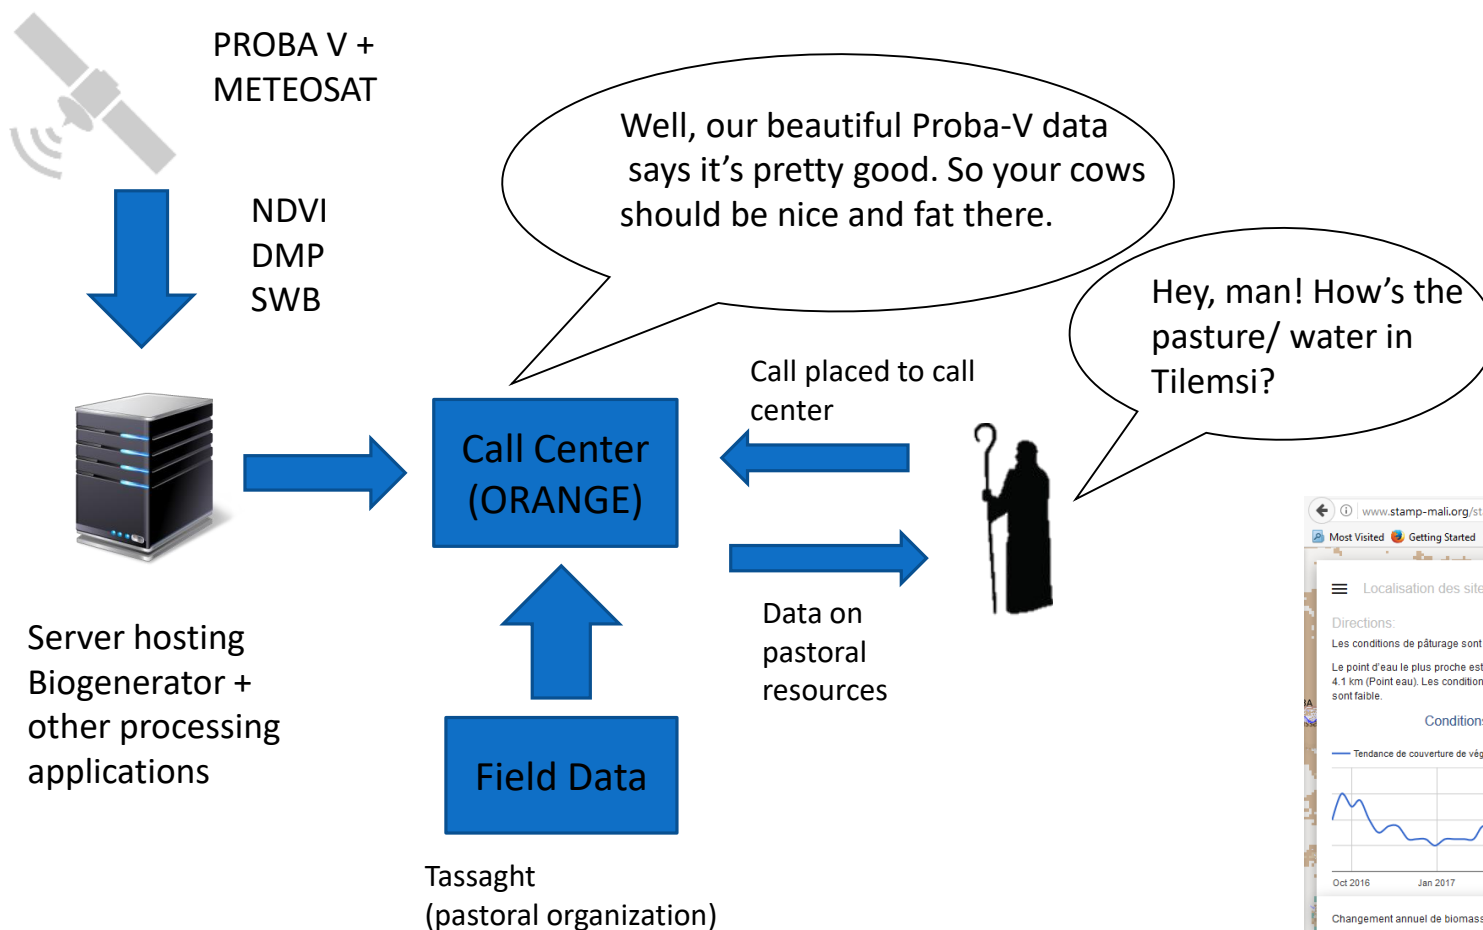 PROBA V +
METEOSAT
NDVI
DMP
SWB
Well, our beautiful Proba-V data
says it's pretty good. So your cows
should be nice and fat there.
Hey, man! How's the
pasture/ water in
Tilemsi?
Call placed to call
center
Call Center
(ORANGE)
Server hosting
Biogenerator +
other processing
applications
Data on
pastoral
resources
Field Data
Tassaght
(pastoral organization)
www.stamp-mali.org/st
Most Visited
Getting Started
Localisation des site
Directions:
Les conditions de pâturage sont
Le point d'eau le plus proche est
4.1 km (Point eau). Les condition
sont faible.
Conditions
Tendance de couverture de vég
Oct 2016
Jan 2017
Changement annuel de biomass